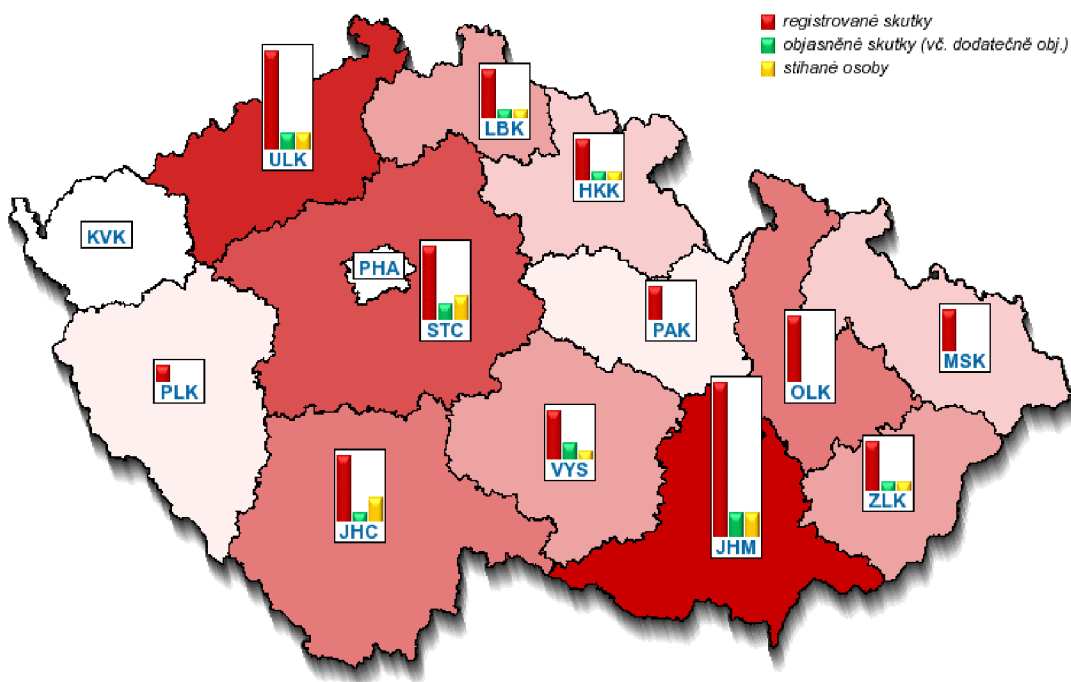 registrované skutky
objasněné skutky (vč. dodatečně obj.)
stíhané osoby
ULK
LBK
HKK
KVK
PHA
STC
PAK
MSK
PLK
OLK
VYS
ZLK
JHC
JHM